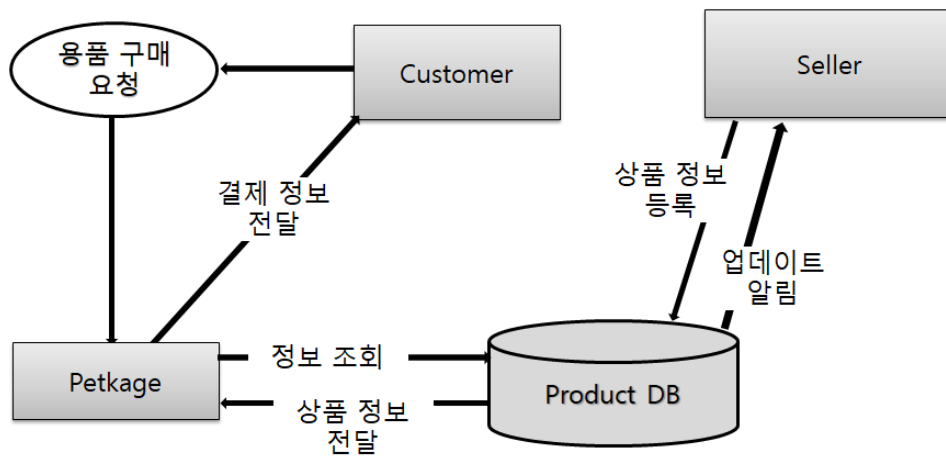 용품 구매
요청
Customer
Seller
결제 정보
전달
상품 정보
등록
업데이트
알림
Petkage
정보 조회
상품 정보
전달
Product DB